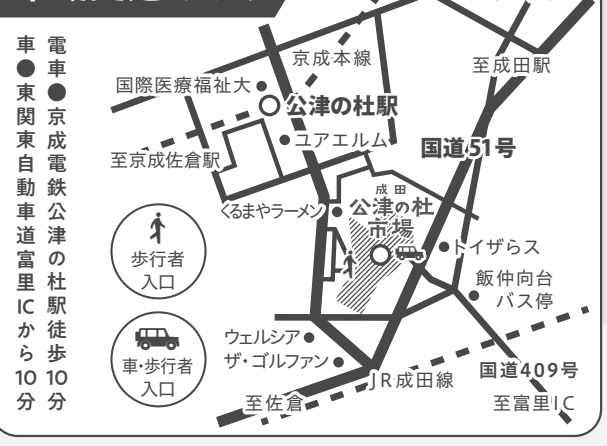 電車●京成電鉄公津の杜駅徒歩10分
車●東関東自動車道富里ICから10分
京成本線
至成田駅
国際医療福祉大
公津の杜駅
ユアエルム
国道51号
至京成佐倉駅
成田
公津の杜
市場
くるまやラーメン
トイザらス
歩行者
入口
飯仲向台
バス停
ウェルシア
ザ・ゴルファン
車・歩行者
入口
国道409号
JR成田線
至佐倉
至富里IC